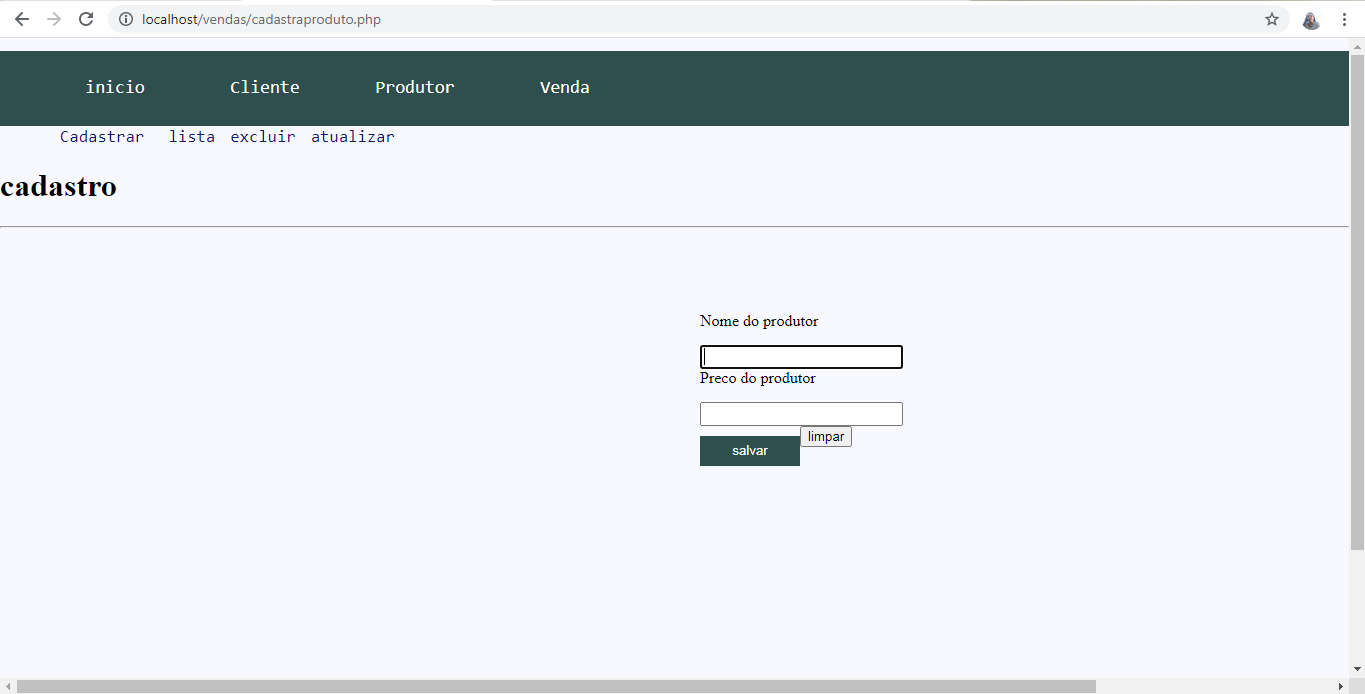 localhost/vendas/cadastraproduto.php
inicio Cliente Produtor Venda
Cadastrar lista excluir atualizar
cadastro
Nome do produtor
Preco do produtor
limpar
salvar